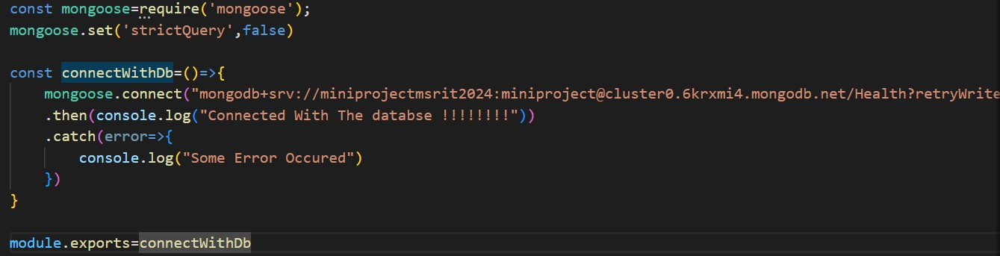 const mongoose=require('mongoose');
mongoose.set('strictQuery',false)
const connectWithDb=()=>{
mongoose.connect("mongodb+srv://miniprojectmsrit2024:miniproject@cluster0.6krxmi4.mongodb.net/Health?retryWrite
.then(console.log("Connected With The databse !!!!!!!!"))
.catch(error=>{
console.log("Some Error Occured")
})
}
module.exports=connectWithDb